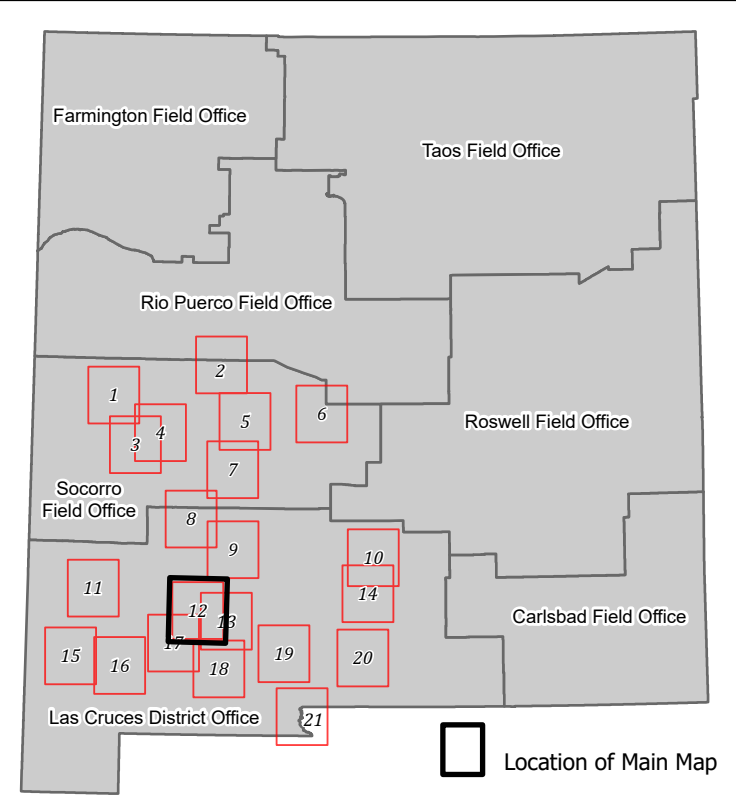 Farmington Field Office
Taos Field Office
Rio Puerco Field Office
2
1
6
5
4
3
Roswell Field Office
7
Socorro
Field Office
8
9
10
11
14
12
13
Carlsbad Field Office
17
15
19
20
16
18
Las Cruces District Office
21
Location of Main Map